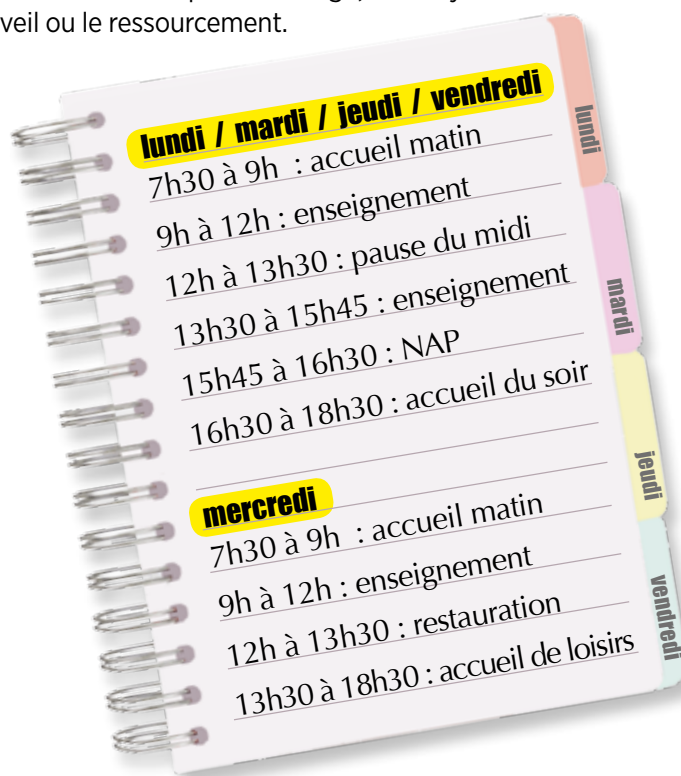 veil ou le ressourcement.
lundi / mardi / jeudi / vendredi
7h30 à 9h : accueil matin
9h à 12h : enseignement
12h à 13h30 : pause du midi
13h30 à 15h45 : enseignement
15h45 à 16h30 : NAP
16h30 à 18h30 : accueil du soir
mercredi
7h30 à 9h : accueil matin
9h à 12h : enseignement
12h à 13h30 : restauration
13h30 à 18h30 : accueil de loisirs
lundi
mardi
jeudi
vendredi